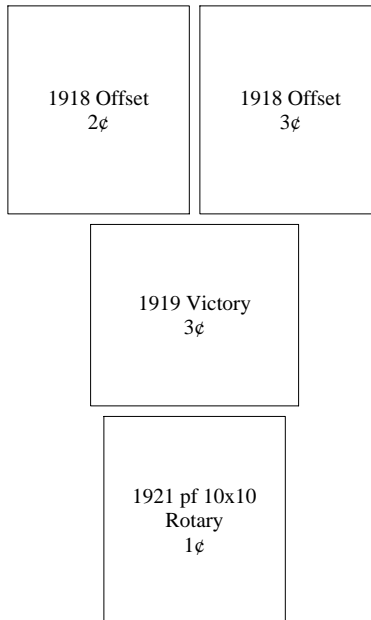 1918 Offset
2¢
1918 Offset
3¢
1919 Victory
3¢
1921 pf 10x10
Rotary
1¢